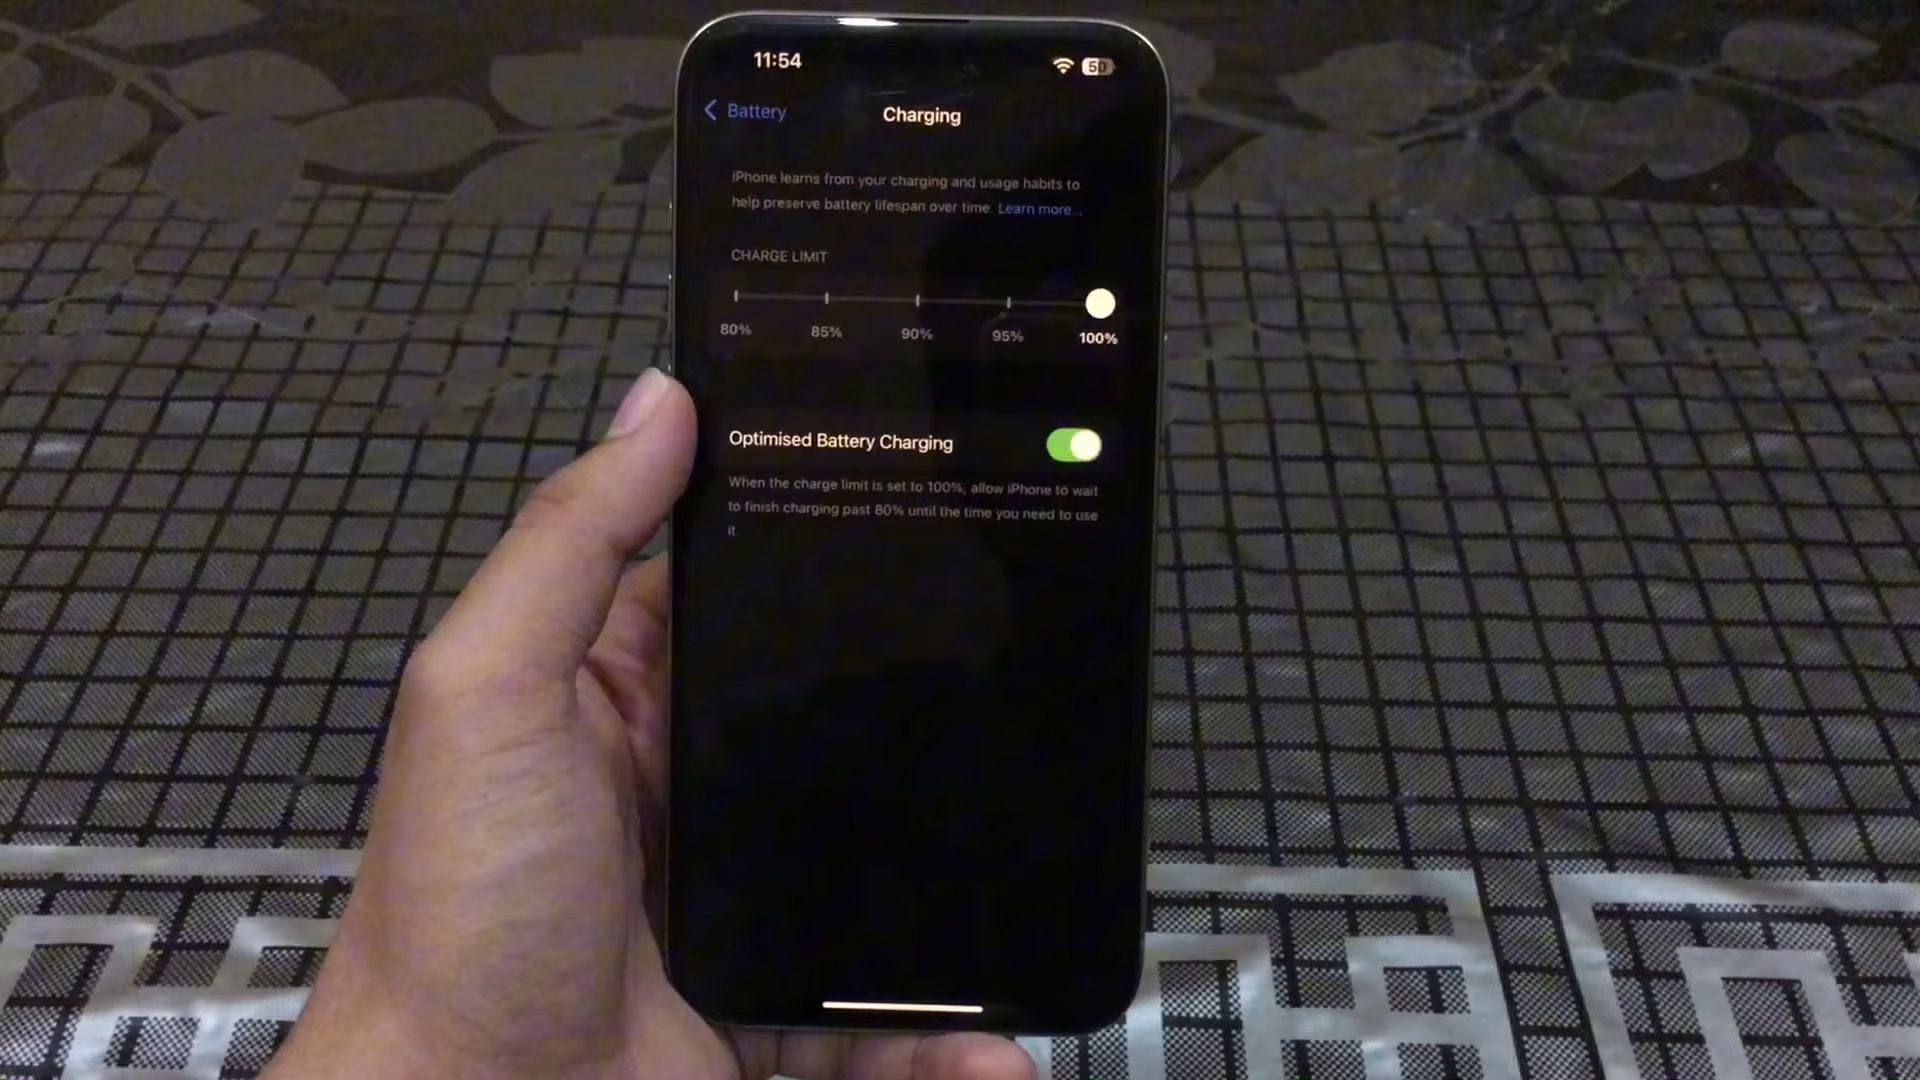 11:54
50
Battery
Charging
iPhone learns from your charging and usage habits to
help preserve battery lifespan over time. Learn more...
CHARGE LIMIT
80% 85% 90% 95% 100%
Optimised Battery Charging
When the charge limit is set to 100%, allow iPhone to wait
to finish charging past 80% until the time you need to use
it.